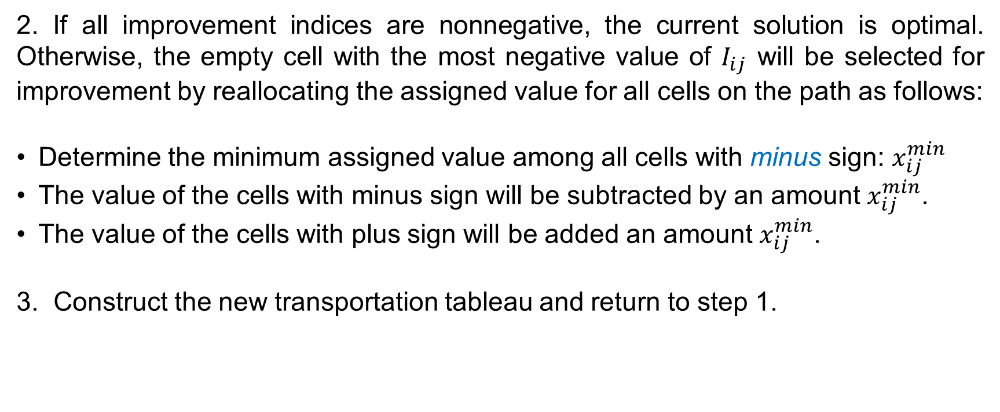 2. If all improvement indices are nonnegative, the current solution is optimal.
Otherwise, the empty cell with the most negative value of $I_{ij}$ will be selected for
improvement by reallocating the assigned value for all cells on the path as follows:
• Determine the minimum assigned value among all cells with minus sign: $x_{ij}^{min}$
• The value of the cells with minus sign will be subtracted by an amount $x_{ij}^{min}$.
• The value of the cells with plus sign will be added an amount $x_{ij}^{min}$.
3. Construct the new transportation tableau and return to step 1.